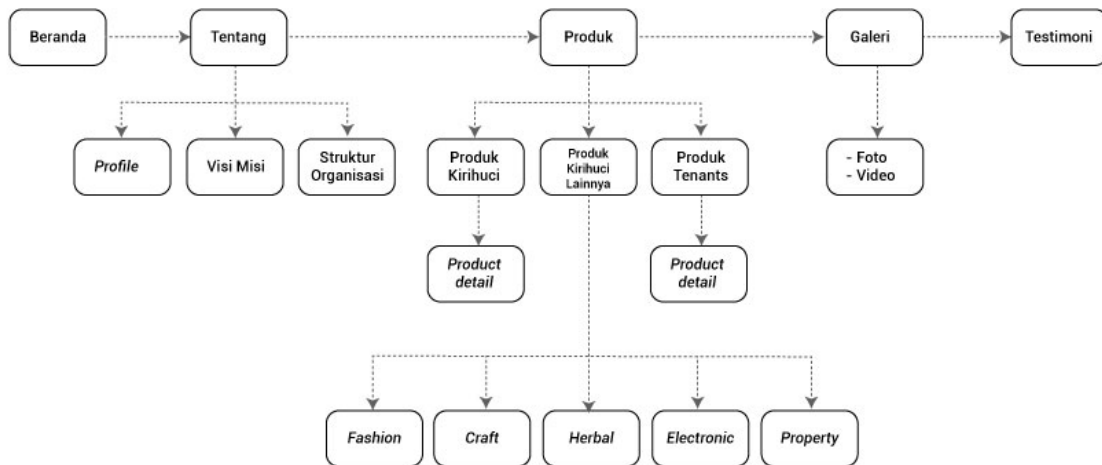 Beranda
Tentang
Produk
Galeri
Testimoni
Profile
Visi Misi
Struktur
Organisasi
Produk
Kirihuci
Produk
Kirihuci
Lainnya
Produk
Tenants
- Foto
- Video
Product
detail
Product
detail
Fashion
Craft
Herbal
Electronic
Property